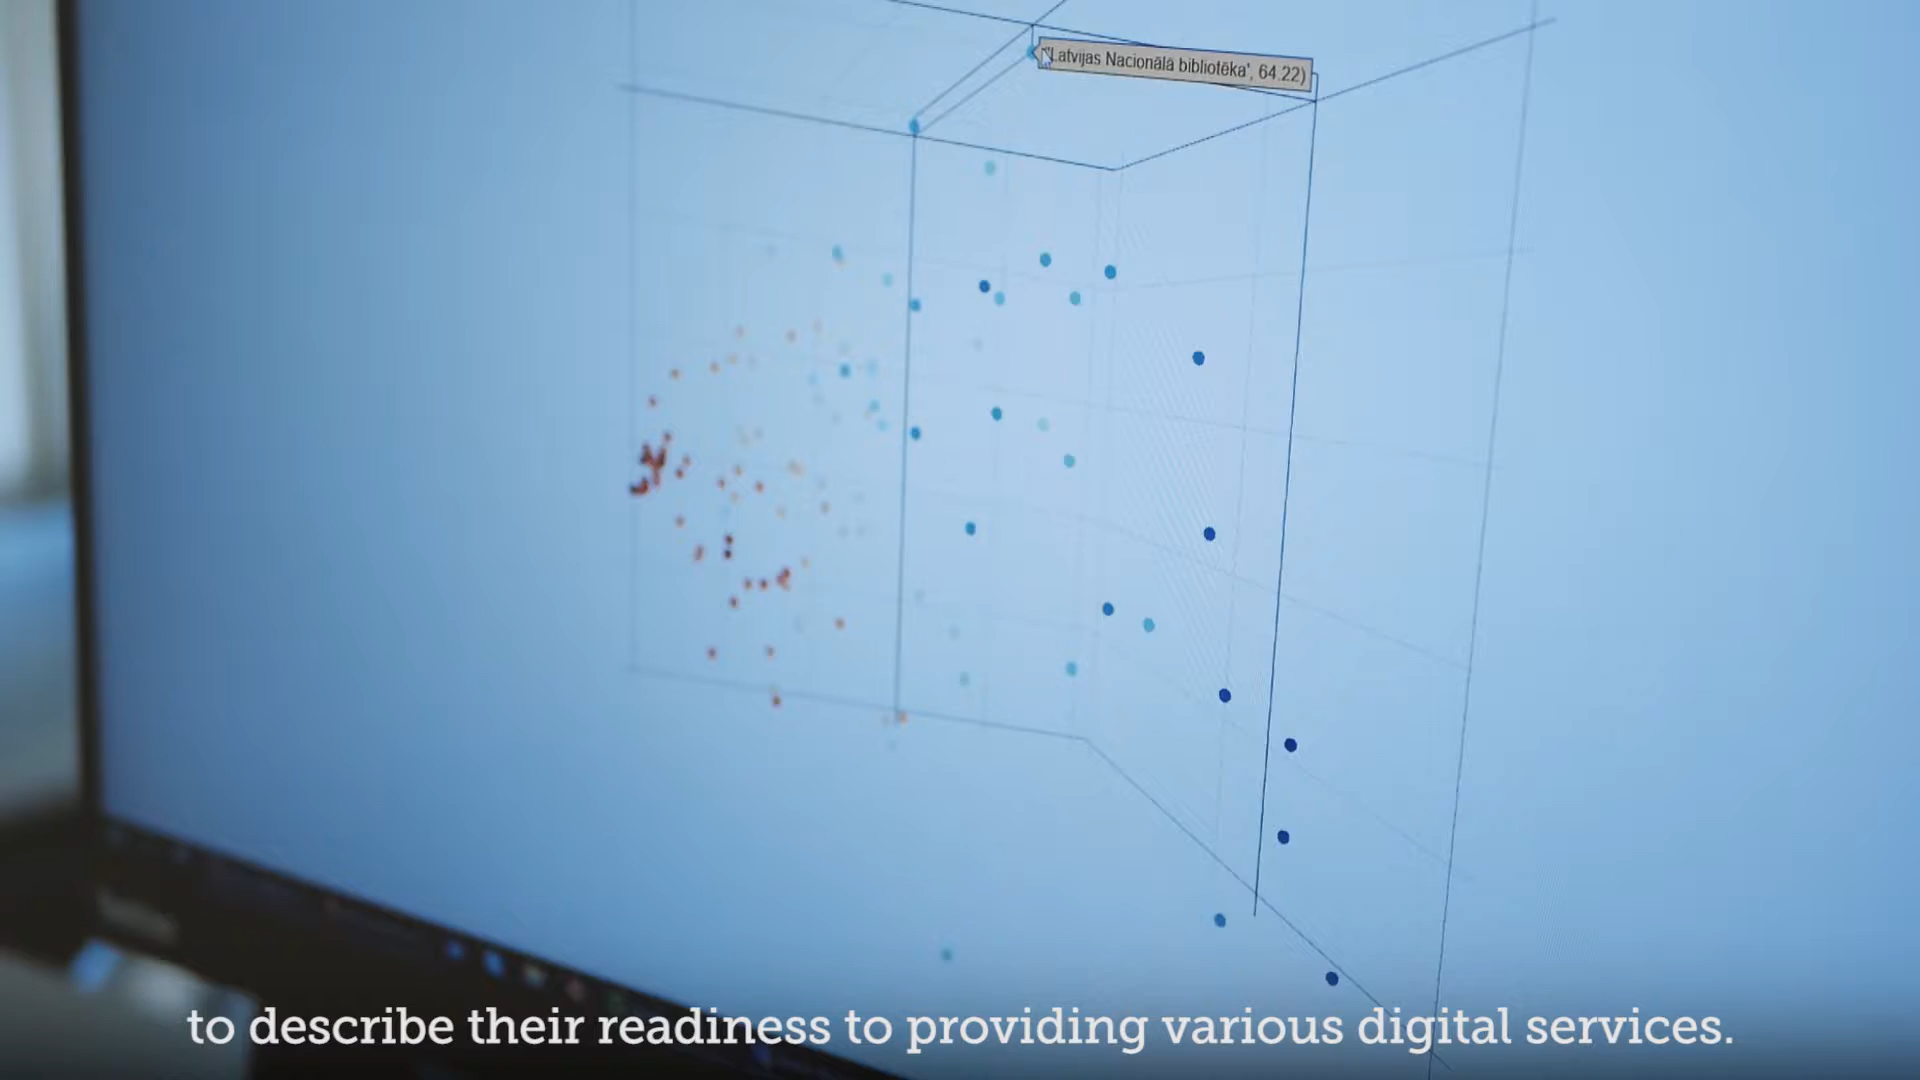 ('Latvijas Nacionālā bibliotēka', 64.22)
to describe their readiness to providing various digital services.